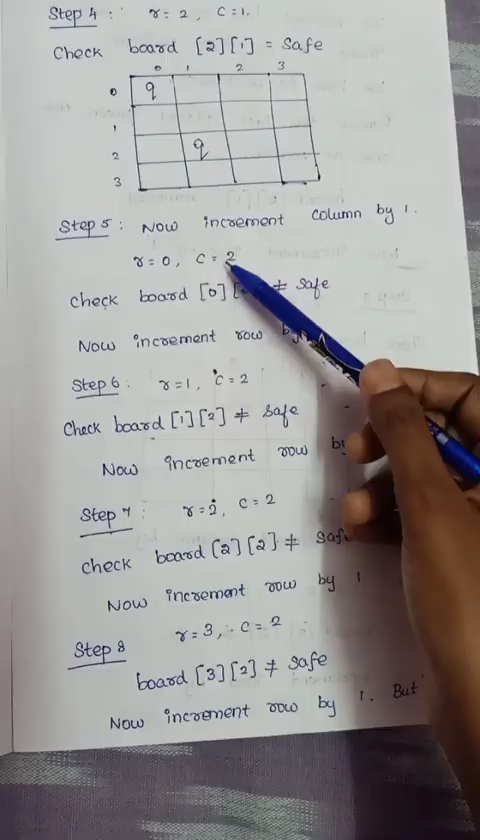 Step 4 : r = 2 , C = 1.
Check board [2][1] = Safe
0 1 2 3
0 q
1
2 q
3
Step 5 : Now increment column by 1.
r = 0, C = 2
Check board [0] [ ≠ Safe
Now increment row by
Step 6 r = 1, C = 2
Check board [1][2] ≠ Safe
Now increment row by
Step 7 : r = 2, C = 2
Check board [2][2] ≠ Safe
Now increment row by 1
Step 8 r = 3, C = 2
board [3][2] ≠ Safe
Now increment row by 1. But